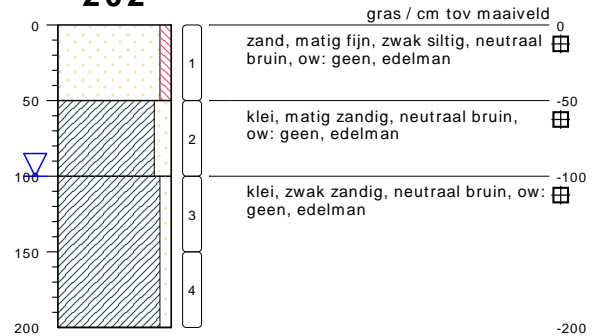 202
gras / cm tov maaiveld
0
0
zand, matig fijn, zwak siltig, neutraal
bruin, ow: geen, edelman
1
50
-50
klei, matig zandig, neutraal bruin,
ow: geen, edelman
2
100
-100
klei, zwak zandig, neutraal bruin, ow:
geen, edelman
3
150
4
200
-200